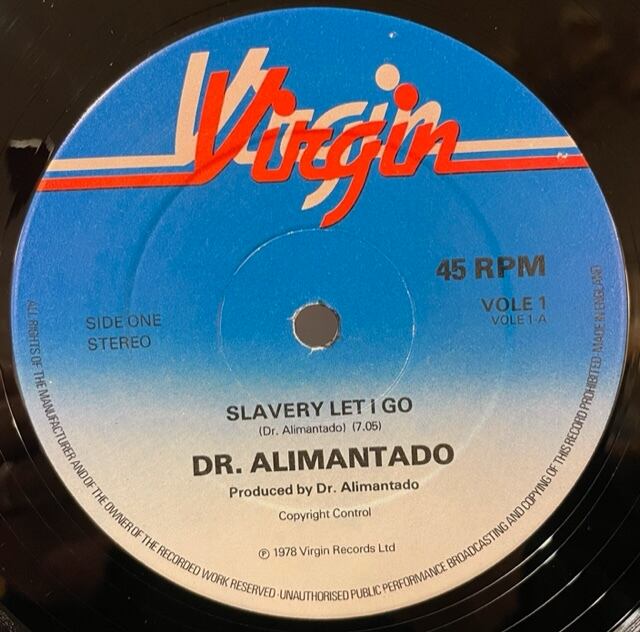 Virgin
45 RPM
SIDE ONE
STEREO
VOLE 1
VOLE 1-A
SLAVERY LET i GO
(Dr. Alimantado) (7.05)
DR. ALIMANTADO
Produced by Dr. Alimantado
Copyright Control
℗ 1978 Virgin Records Ltd
ALL RIGHTS OF THE MANUFACTURER AND OF THE OWNER OF THE RECORDED WORK RESERVED · UNAUTHORISED PUBLIC PERFORMANCE BROADCASTING AND COPYING OF THIS RECORD PROHIBITED · MADE IN ENGLAND